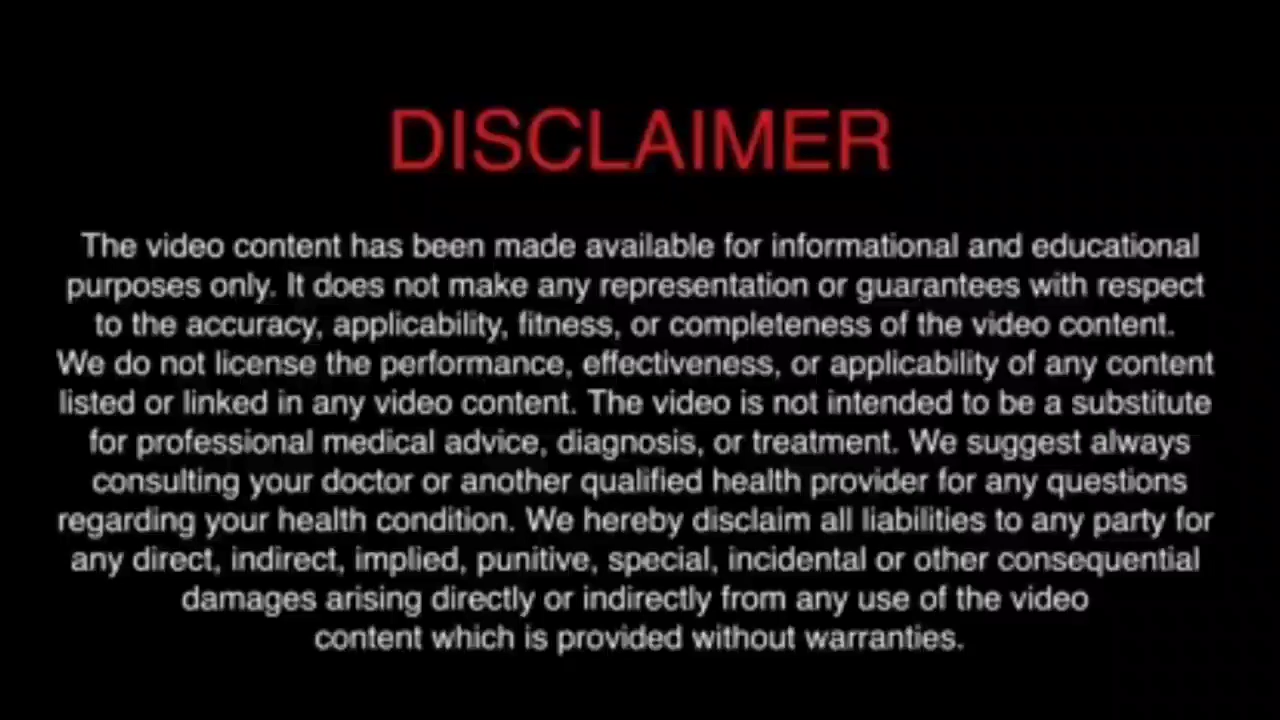 DISCLAIMER
The video content has been made available for informational and educational
purposes only. It does not make any representation or guarantees with respect
to the accuracy, applicability, fitness, or completeness of the video content.
We do not license the performance, effectiveness, or applicability of any content
listed or linked in any video content. The video is not intended to be a substitute
for professional medical advice, diagnosis, or treatment. We suggest always
consulting your doctor or another qualified health provider for any questions
regarding your health condition. We hereby disclaim all liabilities to any party for
any direct, indirect, implied, punitive, special, incidental or other consequential
damages arising directly or indirectly from any use of the video
content which is provided without warranties.